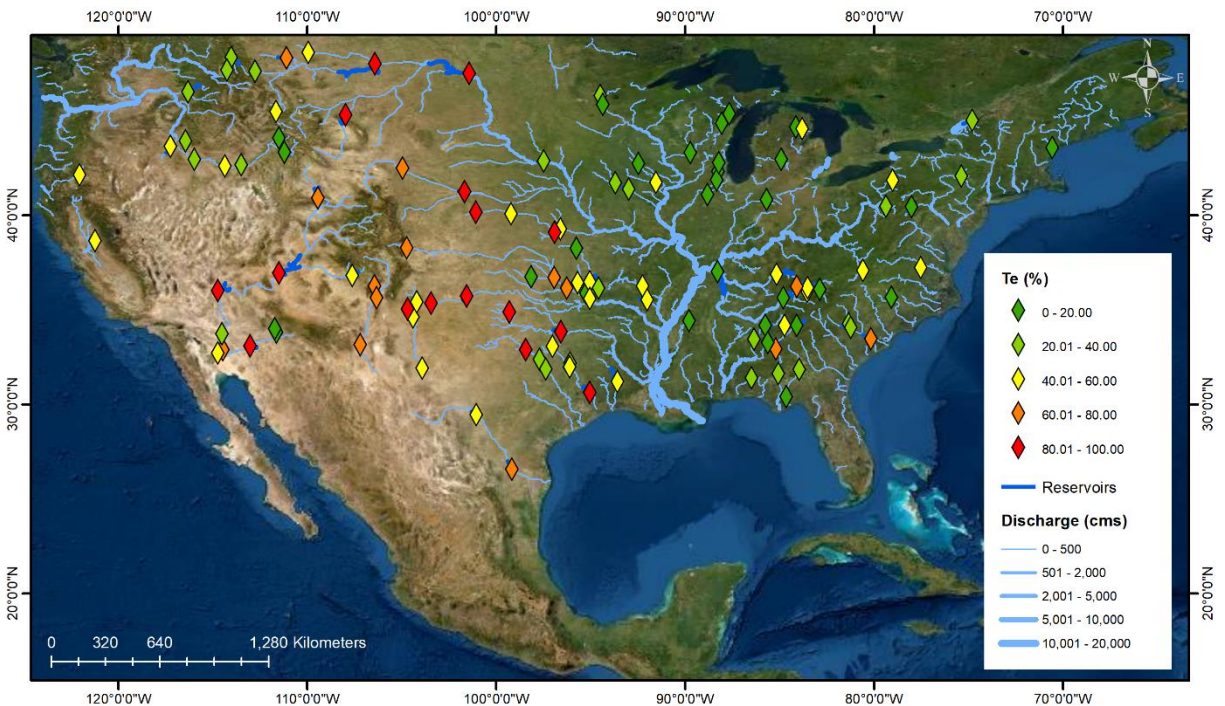 120°0'0"W 110°0'0"W 100°0'0"W 90°0'0"W 80°0'0"W 70°0'0"W
N
W E
S
40°0'0"N 40°0'0"N
30°0'0"N 30°0'0"N
20°0'0"N 20°0'0"N
Te (%)
0 - 20.00
20.01 - 40.00
40.01 - 60.00
60.01 - 80.00
80.01 - 100.00
Reservoirs
Discharge (cms)
0 - 500
501 - 2,000
2,001 - 5,000
5,001 - 10,000
10,001 - 20,000
0 320 640 1,280 Kilometers
120°0'0"W 110°0'0"W 100°0'0"W 90°0'0"W 80°0'0"W 70°0'0"W